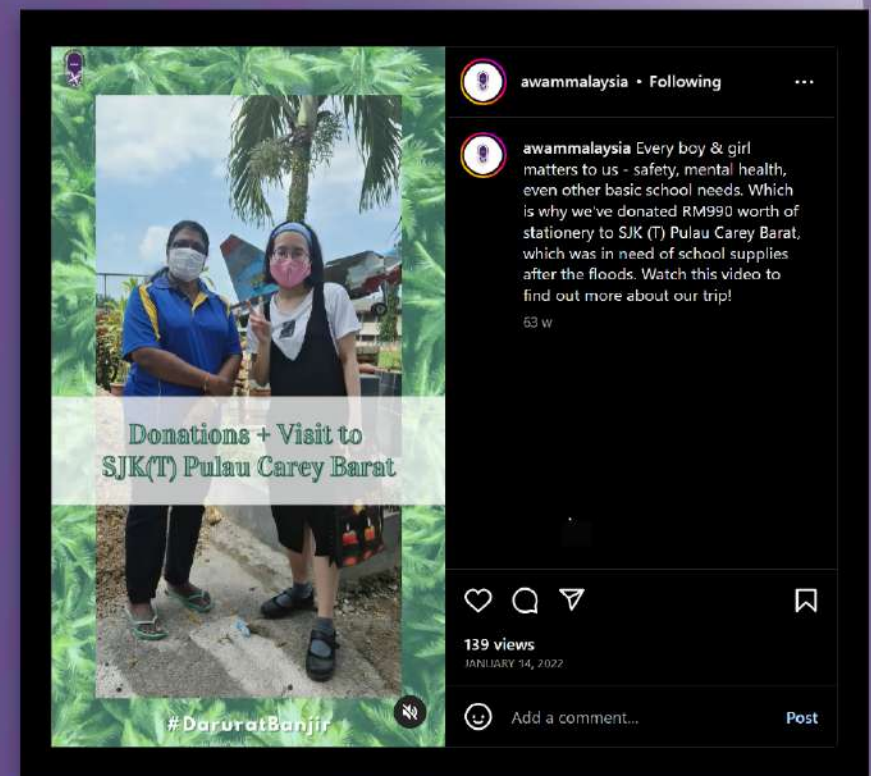 Donations + Visit to
SJK(T) Pulau Carey Barat
#DaruratBanjir
awammalaysia • Following
awammalaysia Every boy & girl
matters to us - safety, mental health,
even other basic school needs. Which
is why we've donated RM990 worth of
stationery to SJK (T) Pulau Carey Barat,
which was in need of school supplies
after the floods. Watch this video to
find out more about our trip!
63 w
139 views
JANUARY 14, 2022
Add a comment...
Post